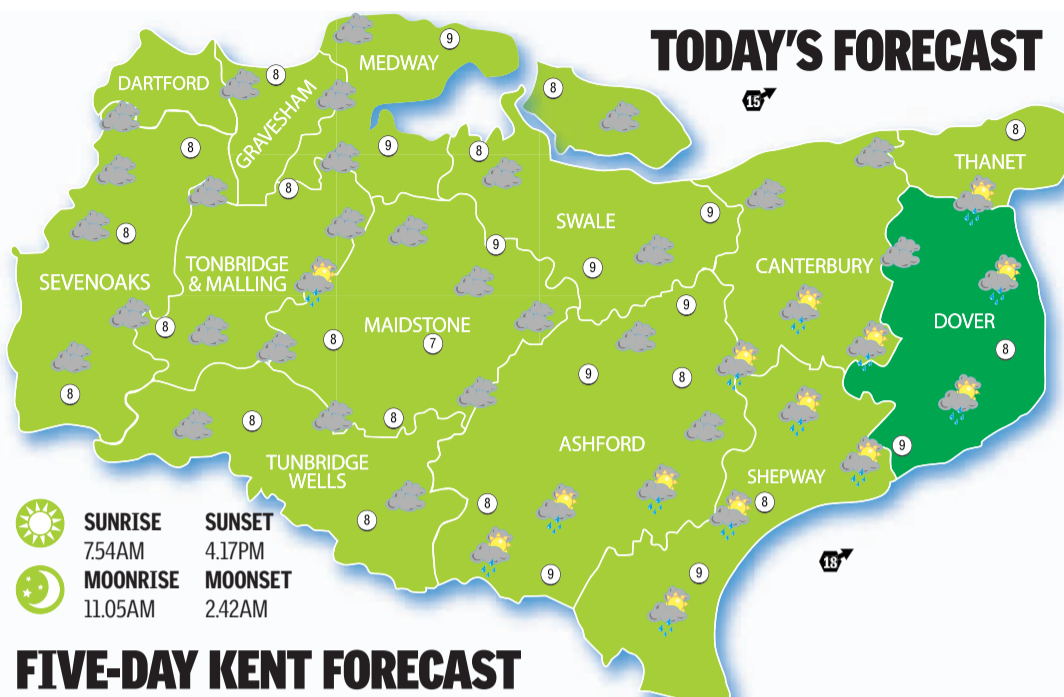 TODAY'S FORECAST
9
MEDWAY
DARTFORD
8
8
15
GRAVESHAM
8
THANET
8
9
8
8
SWALE
9
8
9
9
SEVENOAKS
TONBRIDGE
& MALLING
CANTERBURY
MAIDSTONE
9
DOVER
8
8
7
8
9
8
8
8
8
ASHFORD
9
TUNBRIDGE
WELLS
SHEPWAY
8
8
8
9
9
18
SUNRISE SUNSET
7.54AM 4.17PM
MOONRISE MOONSET
11.05AM 2.42AM
FIVE-DAY KENT FORECAST